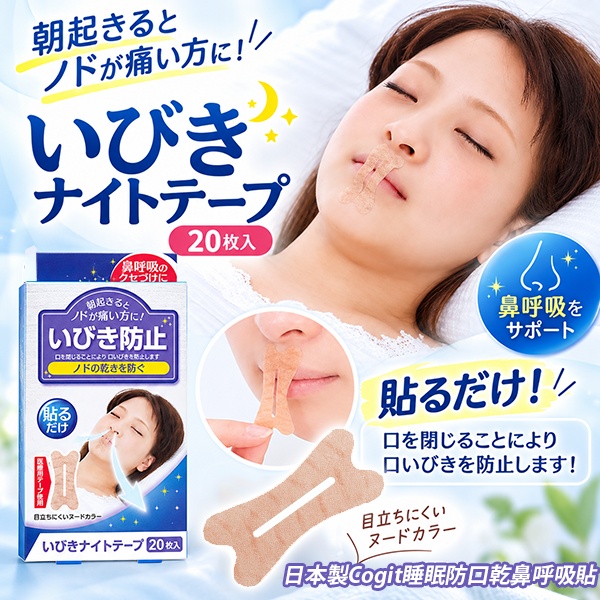 朝起きると
ノドが痛い方に!
いびき
ナイトテープ
20枚入
鼻呼吸を
サポート
鼻呼吸の
クセづけに
朝起きると
ノドが痛い方に!
いびき防止
口を閉じることにより口いびきを防止します
ノドの乾きを防ぐ
貼る
だけ
医療用テープ使用
目立ちにくいヌードカラー
いびきナイトテープ 20枚入
貼るだけ!
口を閉じることにより
口いびきを防止します!
目立ちにくい
ヌードカラー
日本製Cogit睡眠防口乾鼻呼吸貼